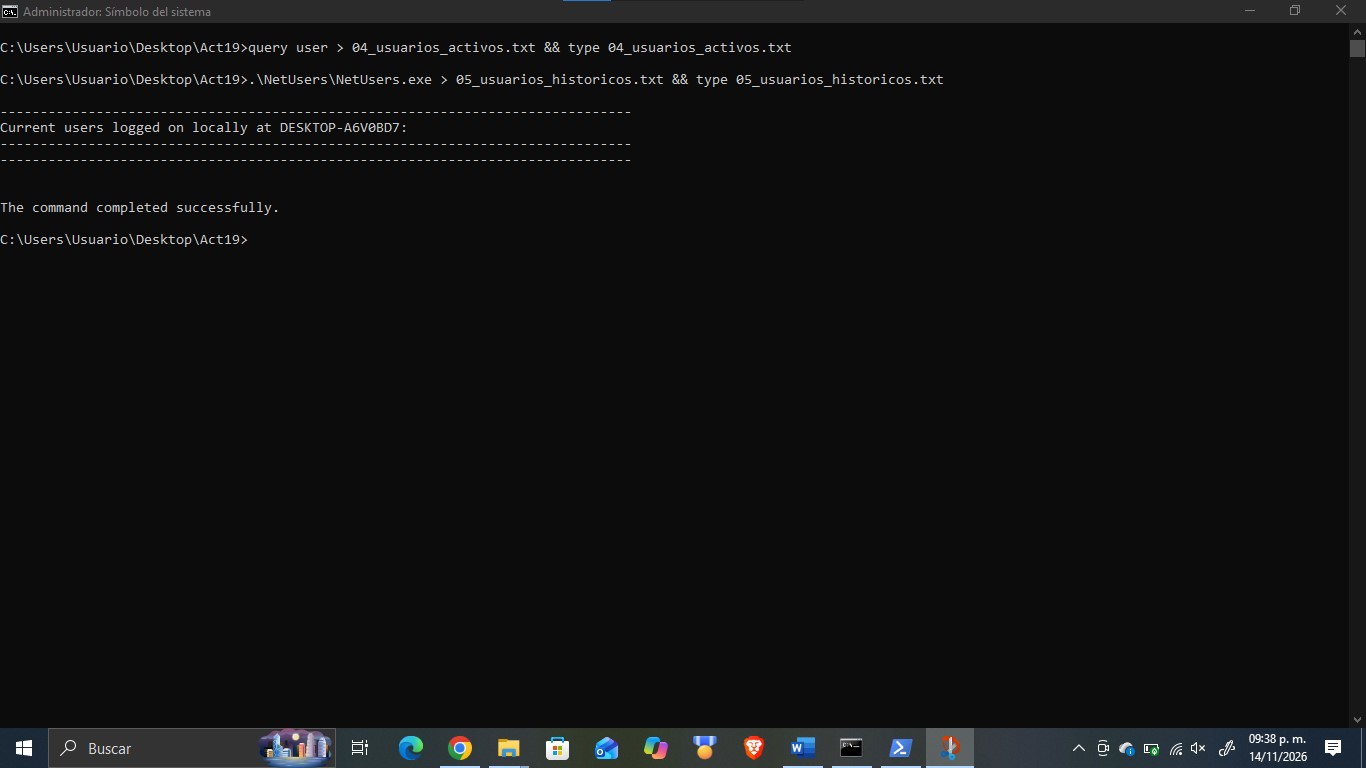 Administrador: Símbolo del sistema
C:\Users\Usuario\Desktop\Act19>query user > 04_usuarios_activos.txt && type 04_usuarios_activos.txt
C:\Users\Usuario\Desktop\Act19>.\NetUsers\NetUsers.exe > 05_usuarios_historicos.txt && type 05_usuarios_historicos.txt
-------------------------------------------------------------------------------
Current users logged on locally at DESKTOP-A6V0BD7:
-------------------------------------------------------------------------------
-------------------------------------------------------------------------------
The command completed successfully.
C:\Users\Usuario\Desktop\Act19>
Buscar
09:38 p. m.
14/11/2026